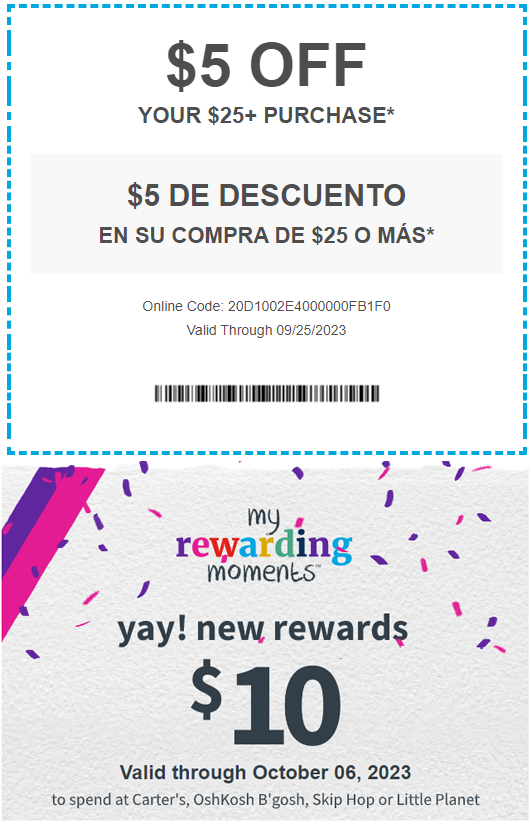 $5 OFF
YOUR $25+ PURCHASE*
$5 DE DESCUENTO
EN SU COMPRA DE $25 O MÁS*
Online Code: 20D1002E4000000FB1F0
Valid Through 09/25/2023
my
rewarding
moments™
yay! new rewards
$10
Valid through October 06, 2023
to spend at Carter's, OshKosh B'gosh, Skip Hop or Little Planet